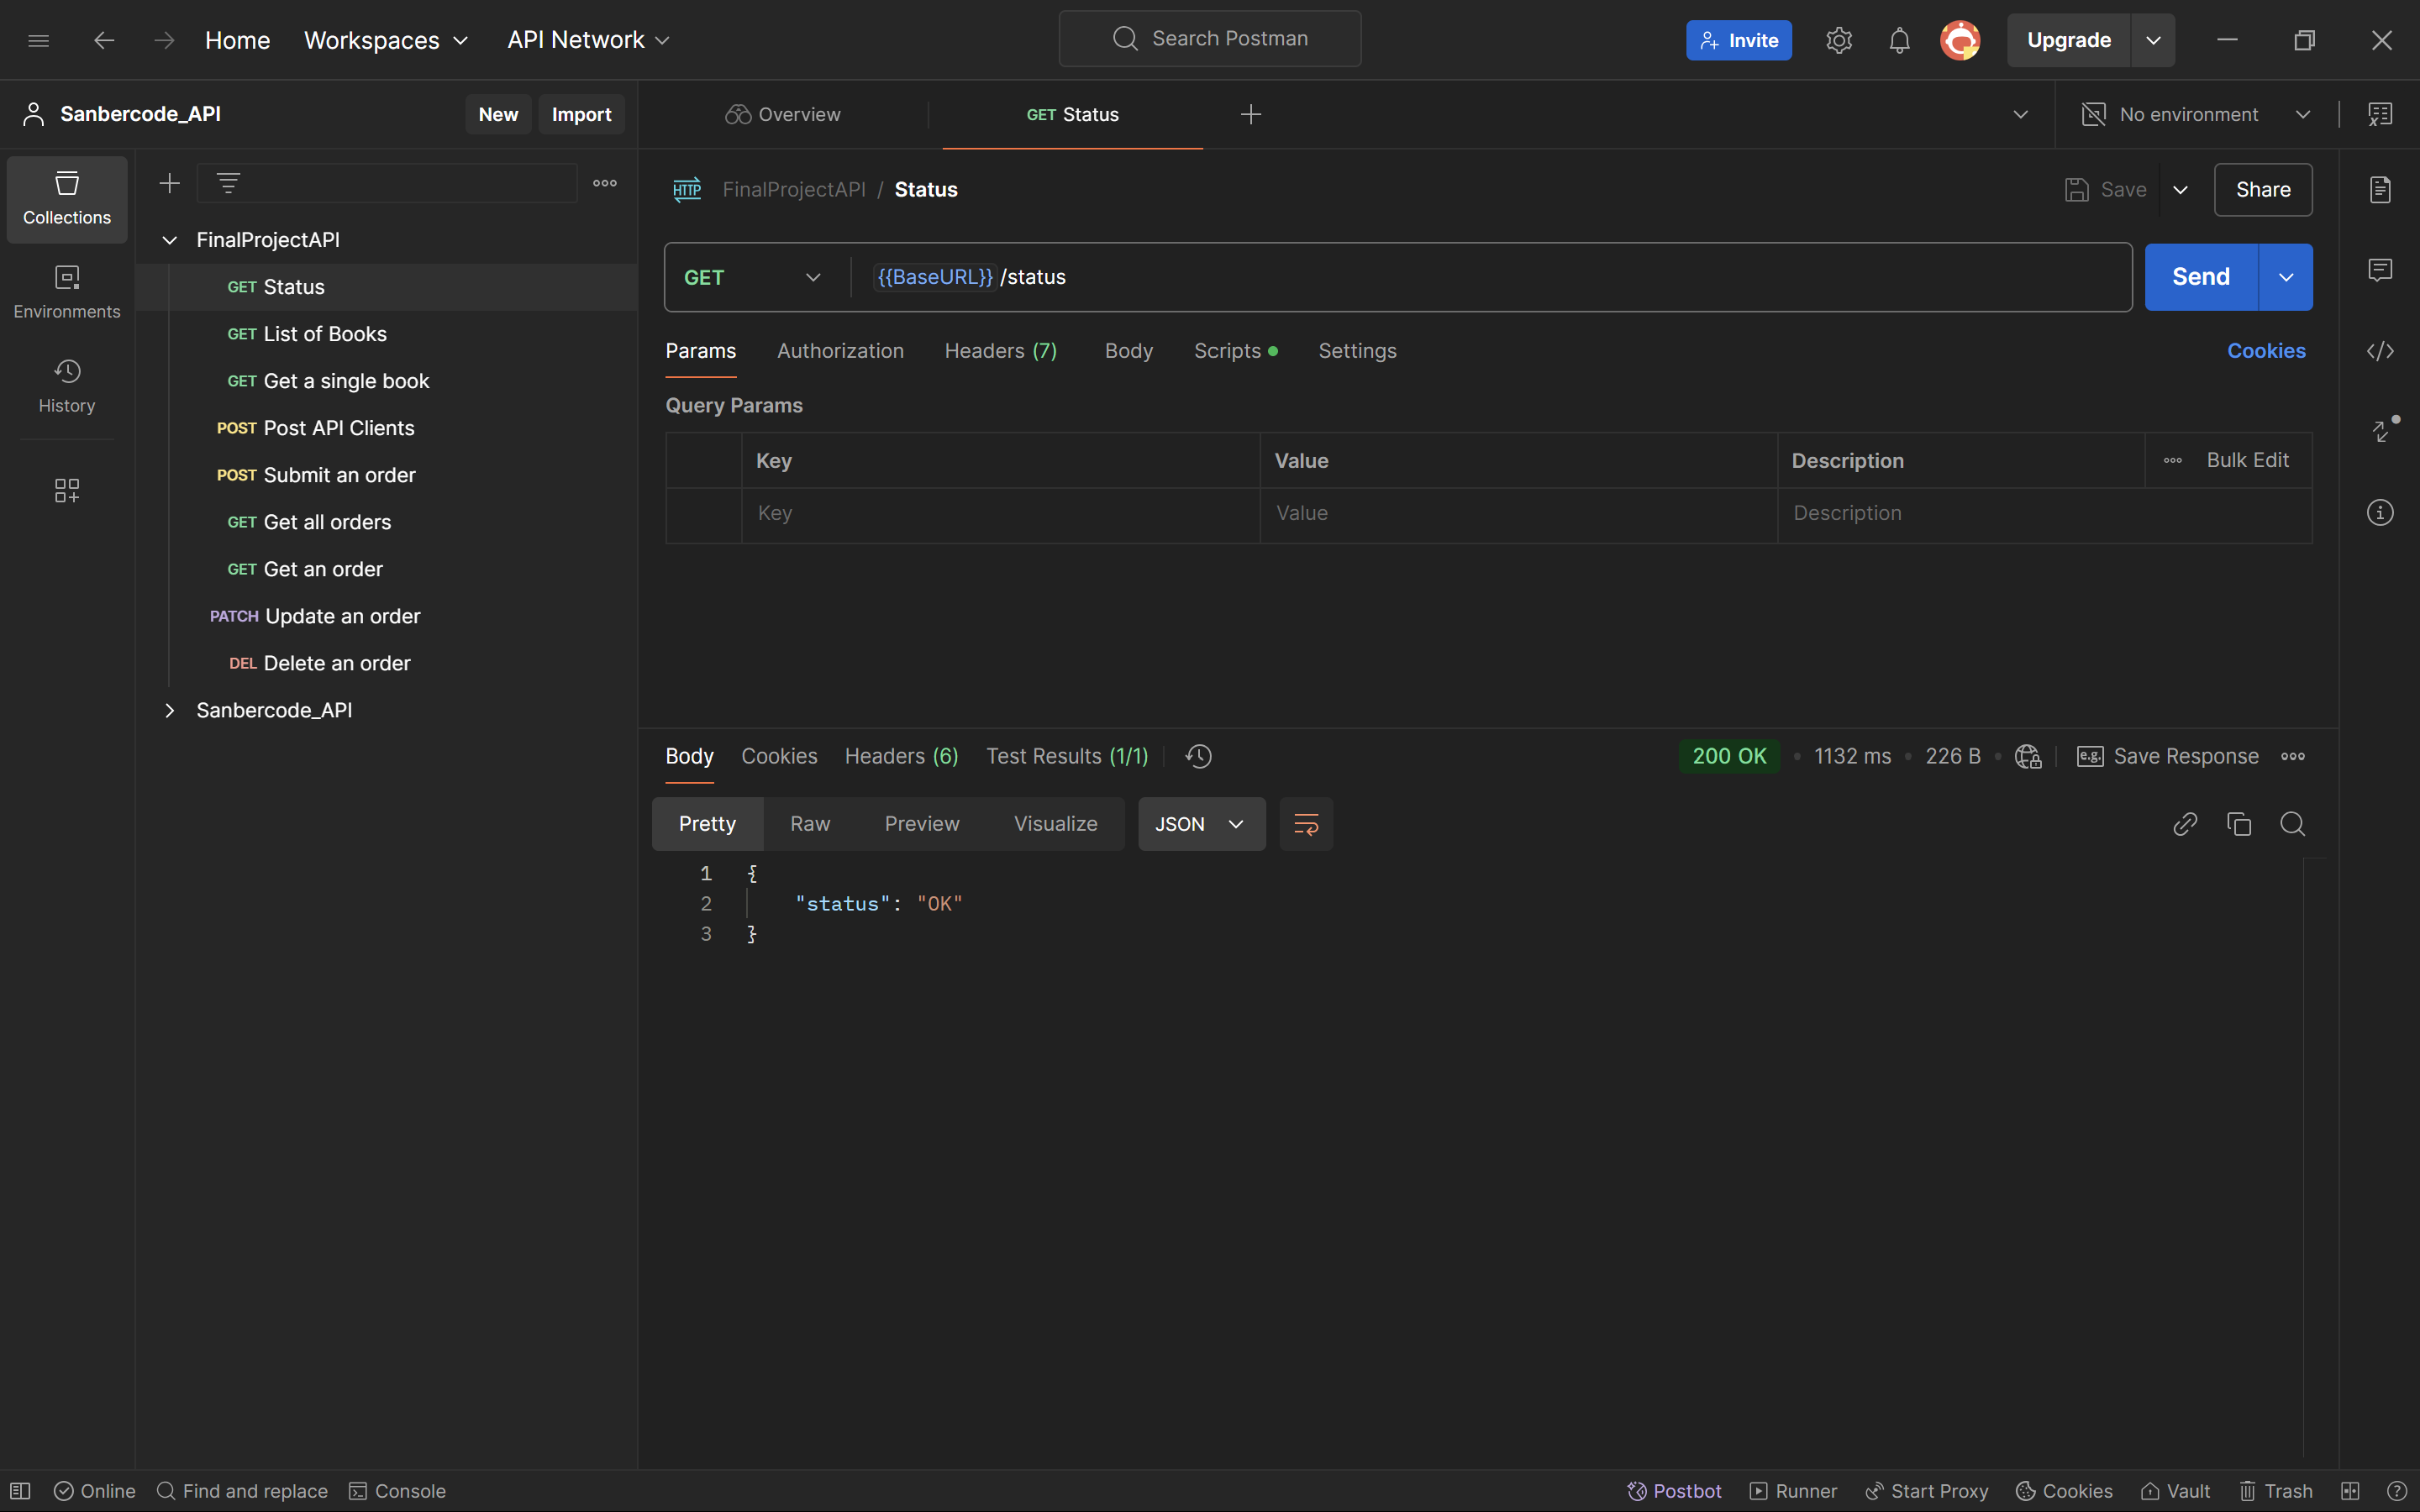 Home Workspaces API Network Search Postman Invite Upgrade
Sanbercode_API New Import Overview GET Status No environment
Collections
Environments
History
FinalProjectAPI
GET Status
GET List of Books
GET Get a single book
POST Post API Clients
POST Submit an order
GET Get all orders
GET Get an order
PATCH Update an order
DEL Delete an order
Sanbercode_API
HTTP FinalProjectAPI / Status Save Share
GET {{BaseURL}} /status Send
Params Authorization Headers (7) Body Scripts Settings Cookies
Query Params
Key Value Description Bulk Edit
Key Value Description
Body Cookies Headers (6) Test Results (1/1) 200 OK 1132 ms 226 B e.g. Save Response
Pretty Raw Preview Visualize JSON
1 {
2 "status": "OK"
3 }
Online Find and replace Console Postbot Runner Start Proxy Cookies Vault Trash